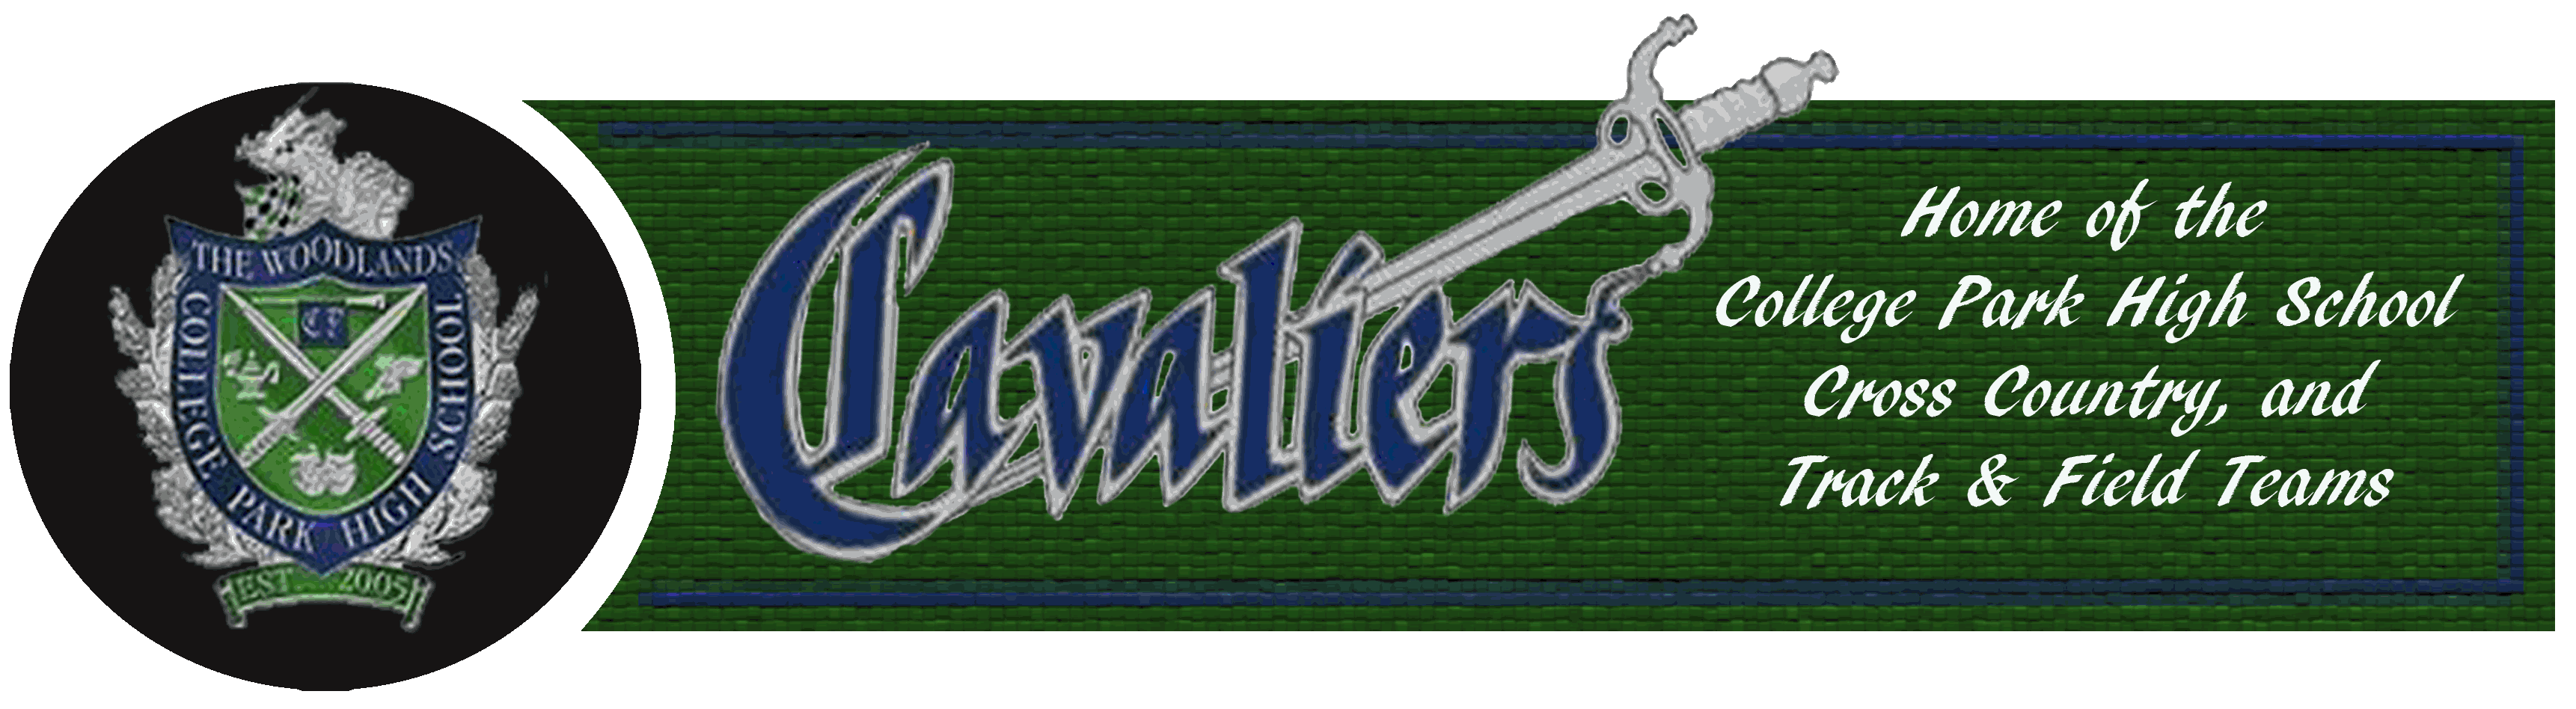 THE WOODLANDS
COLLEGE PARK HIGH SCHOOL
CP
EST. 2005
Cavaliers
Home of the
College Park High School
Cross Country, and
Track & Field Teams